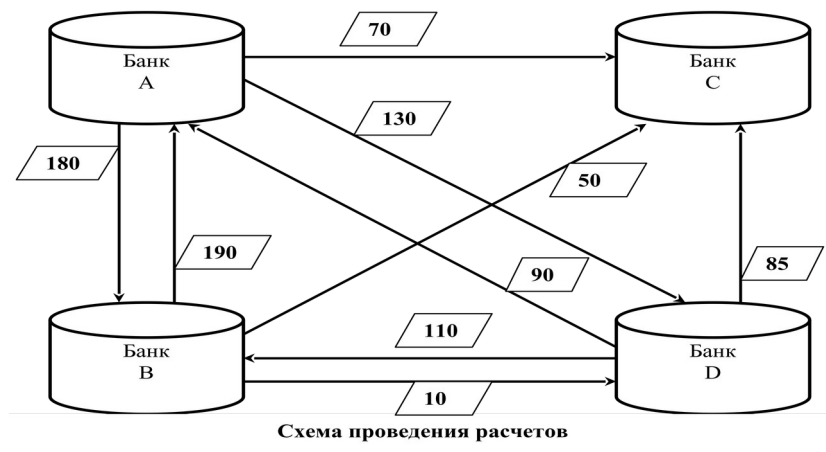 70
Банк
A
Банк
C
130
180
50
190
90
85
110
Банк
B
Банк
D
10
Схема проведения расчетов